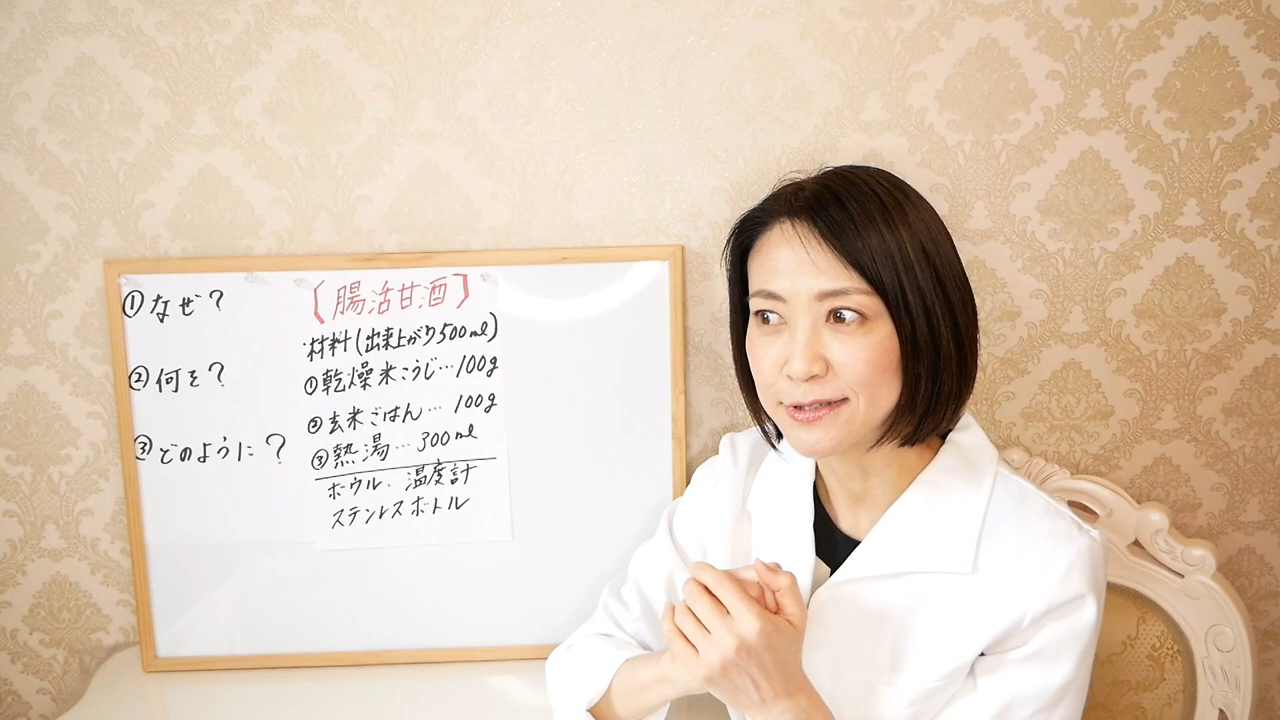 ①なぜ?
②何を?
③どのように?
【腸活甘酒】
・材料(出来上がり500ml)
①乾燥米こうじ…100g
②玄米ごはん…100g
③熱湯…300ml
ボウル、温度計
ステンレスボトル